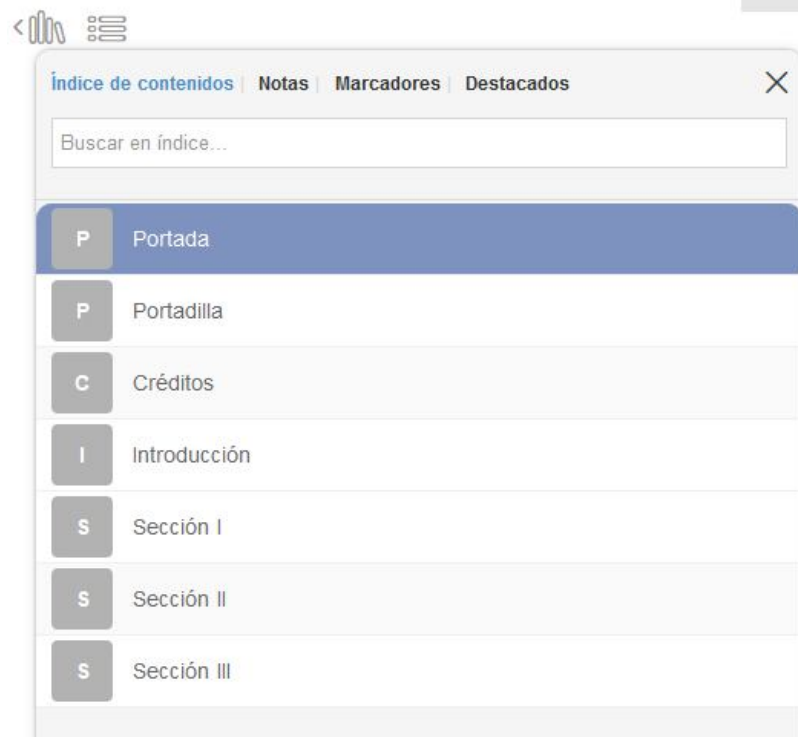 Índice de contenidos | Notas | Marcadores | Destacados
Buscar en índice...
P Portada
P Portadilla
C Créditos
I Introducción
S Sección I
S Sección II
S Sección III